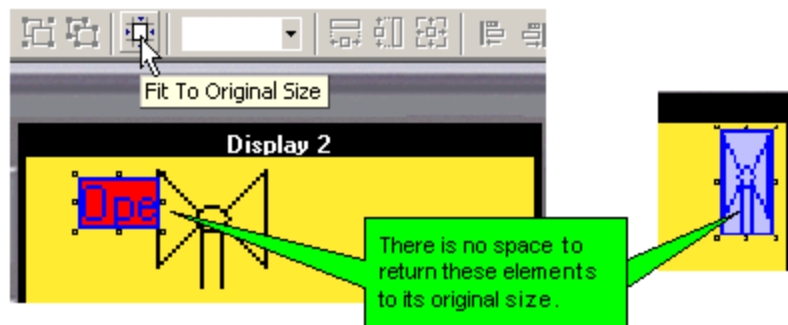 Fit To Original Size
Display 2
Ope
There is no space to
return these elements
to its original size.